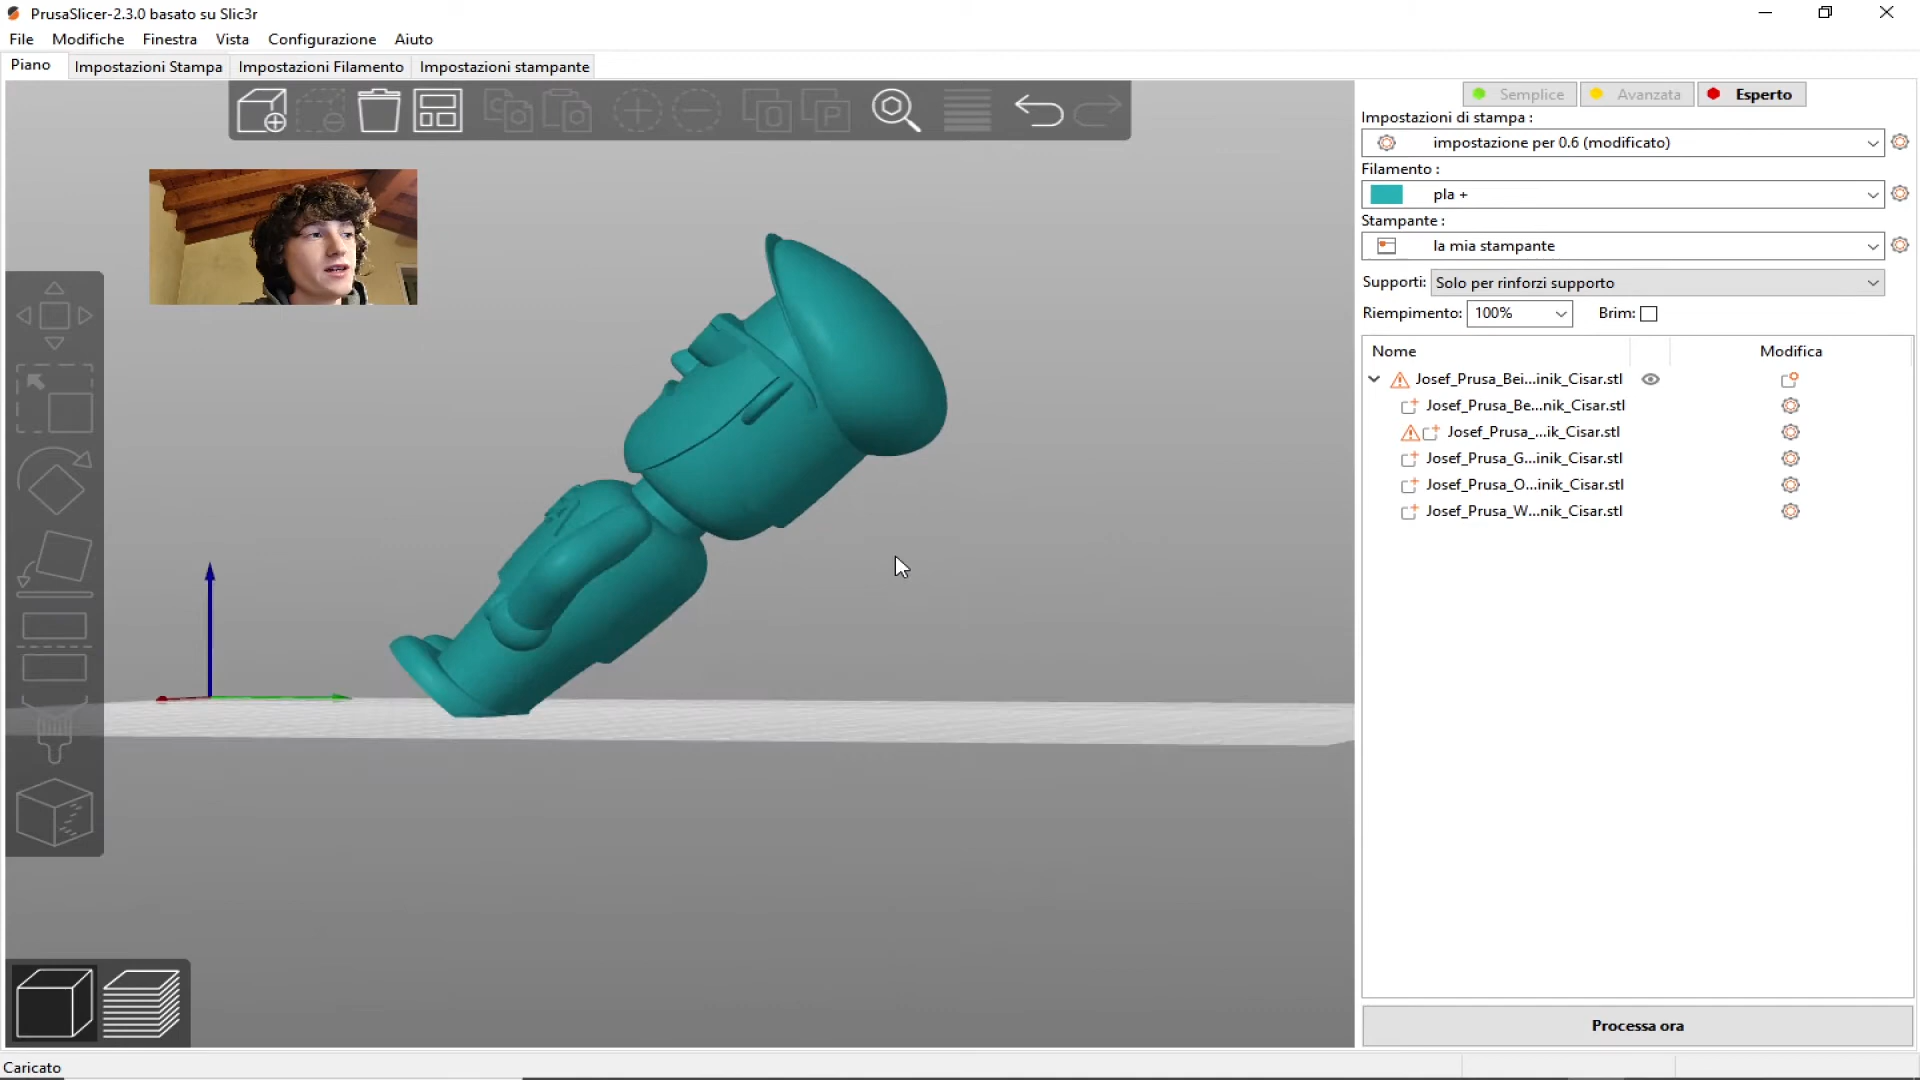 PrusaSlicer-2.3.0 basato su Slic3r
File Modifiche Finestra Vista Configurazione Aiuto
Piano Impostazioni Stampa Impostazioni Filamento Impostazioni stampante
Semplice Avanzata Esperto
Impostazioni di stampa :
impostazione per 0.6 (modificato)
Filamento :
pla +
Stampante :
la mia stampante
Supporti: Solo per rinforzi supporto
Riempimento: 100% Brim:
Nome Modifica
Josef_Prusa_Bei...inik_Cisar.stl
Josef_Prusa_Be...nik_Cisar.stl
Josef_Prusa_...ik_Cisar.stl
Josef_Prusa_G...inik_Cisar.stl
Josef_Prusa_O...inik_Cisar.stl
Josef_Prusa_W...nik_Cisar.stl
Processa ora
Caricato